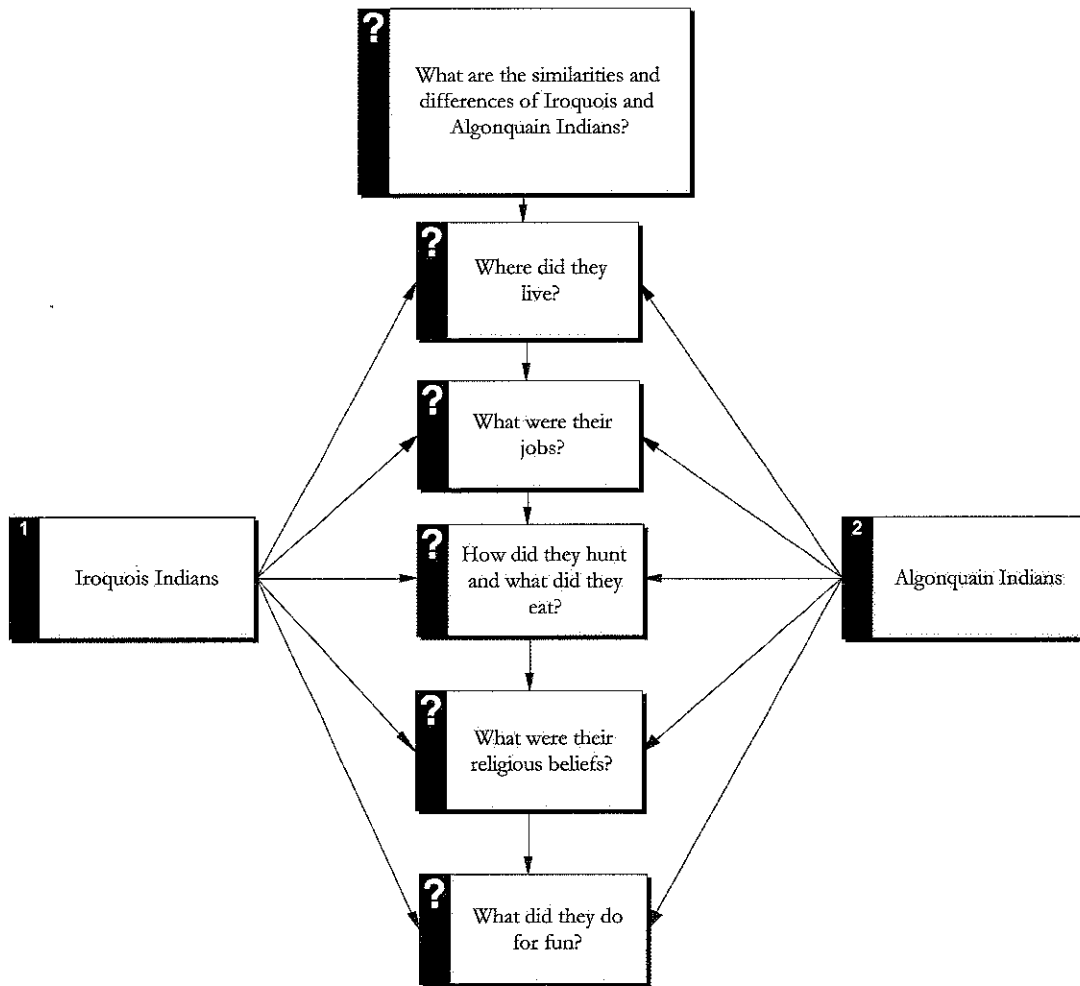 ?
What are the similarities and
differences of Iroquois and
Algonquain Indians?
?
Where did they
live?
?
What were their
jobs?
1
Iroquois Indians
?
How did they hunt
and what did they
eat?
2
Algonquain Indians
?
What were their
religious beliefs?
?
What did they do
for fun?